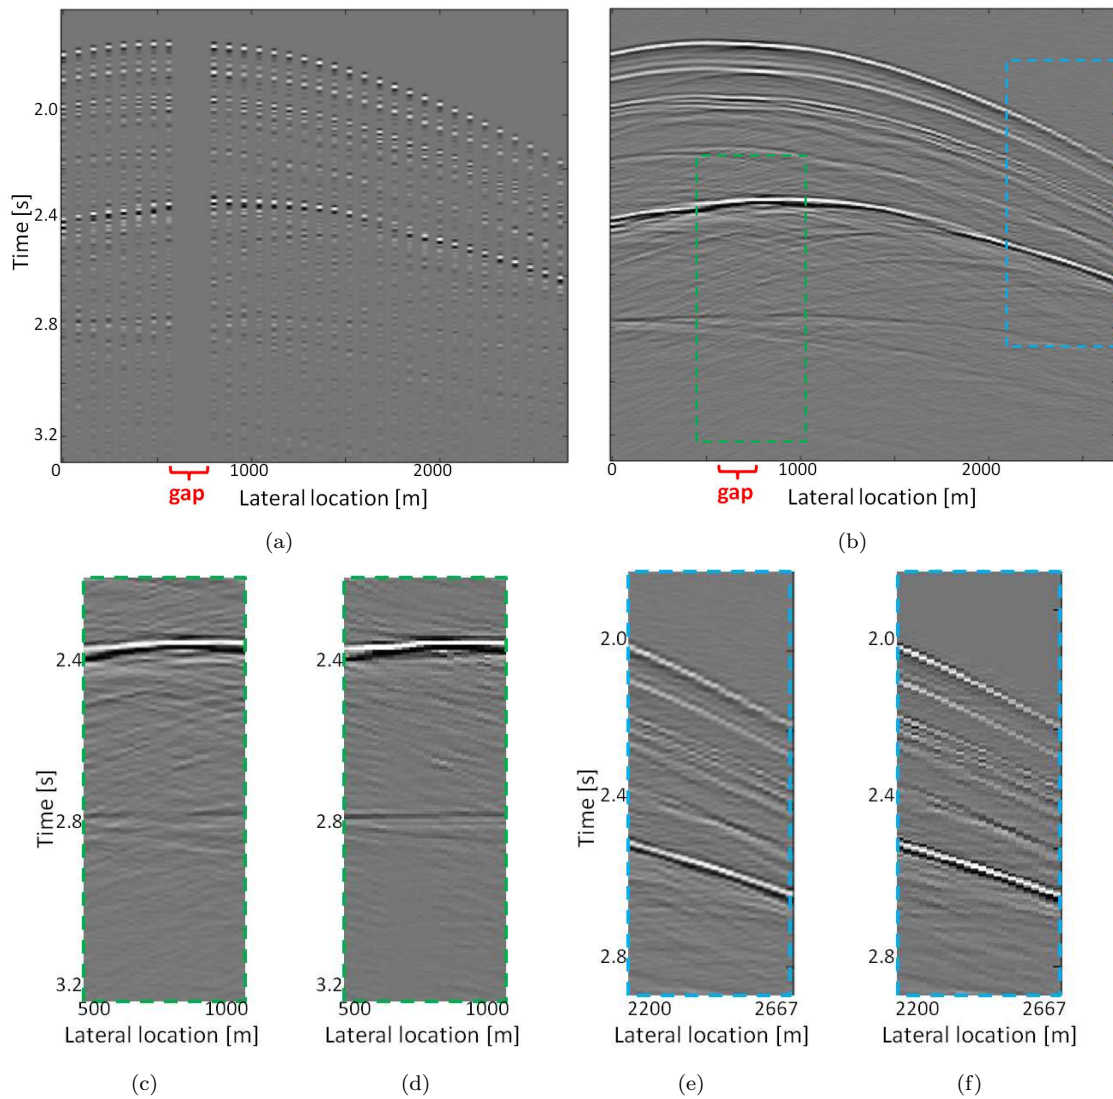 2.0
Time [s]
2.4
2.8
3.2
0
1000
2000
gap
Lateral location [m]
(a)
0
1000
2000
gap
Lateral location [m]
(b)
2.4
Time [s]
2.8
3.2
500
1000
Lateral location [m]
(c)
2.4
2.8
3.2
500
1000
Lateral location [m]
(d)
2.0
Time [s]
2.4
2.8
2200
2667
Lateral location [m]
(e)
2.0
2.4
2.8
2200
2667
Lateral location [m]
(f)